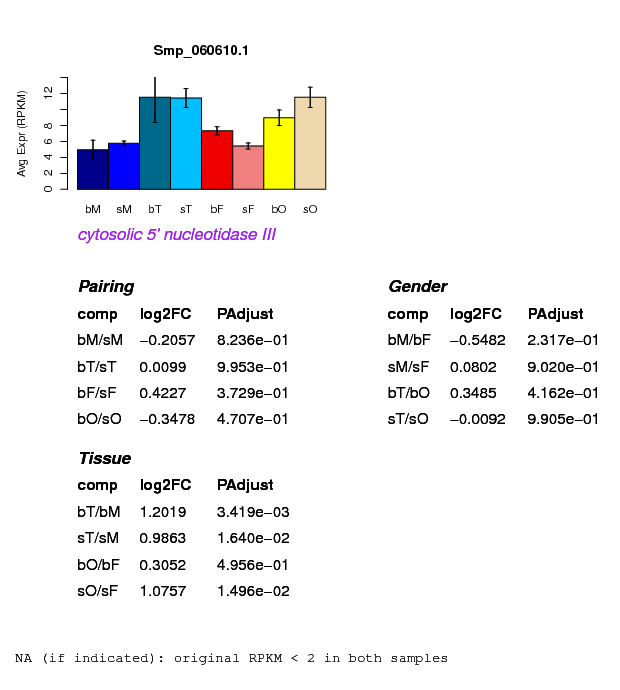 Smp_060610.1
Avg Expr (RPKM)
0 2 4 6 8 12
bM sM bT sT bF sF bO sO
cytosolic 5' nucleotidase III
Pairing
comp log2FC PAdjust
bM/sM −0.2057 8.236e−01
bT/sT 0.0099 9.953e−01
bF/sF 0.4227 3.729e−01
bO/sO −0.3478 4.707e−01
Gender
comp log2FC PAdjust
bM/bF −0.5482 2.317e−01
sM/sF 0.0802 9.020e−01
bT/bO 0.3485 4.162e−01
sT/sO −0.0092 9.905e−01
Tissue
comp log2FC PAdjust
bT/bM 1.2019 3.419e−03
sT/sM 0.9863 1.640e−02
bO/bF 0.3052 4.956e−01
sO/sF 1.0757 1.496e−02
NA (if indicated): original RPKM < 2 in both samples